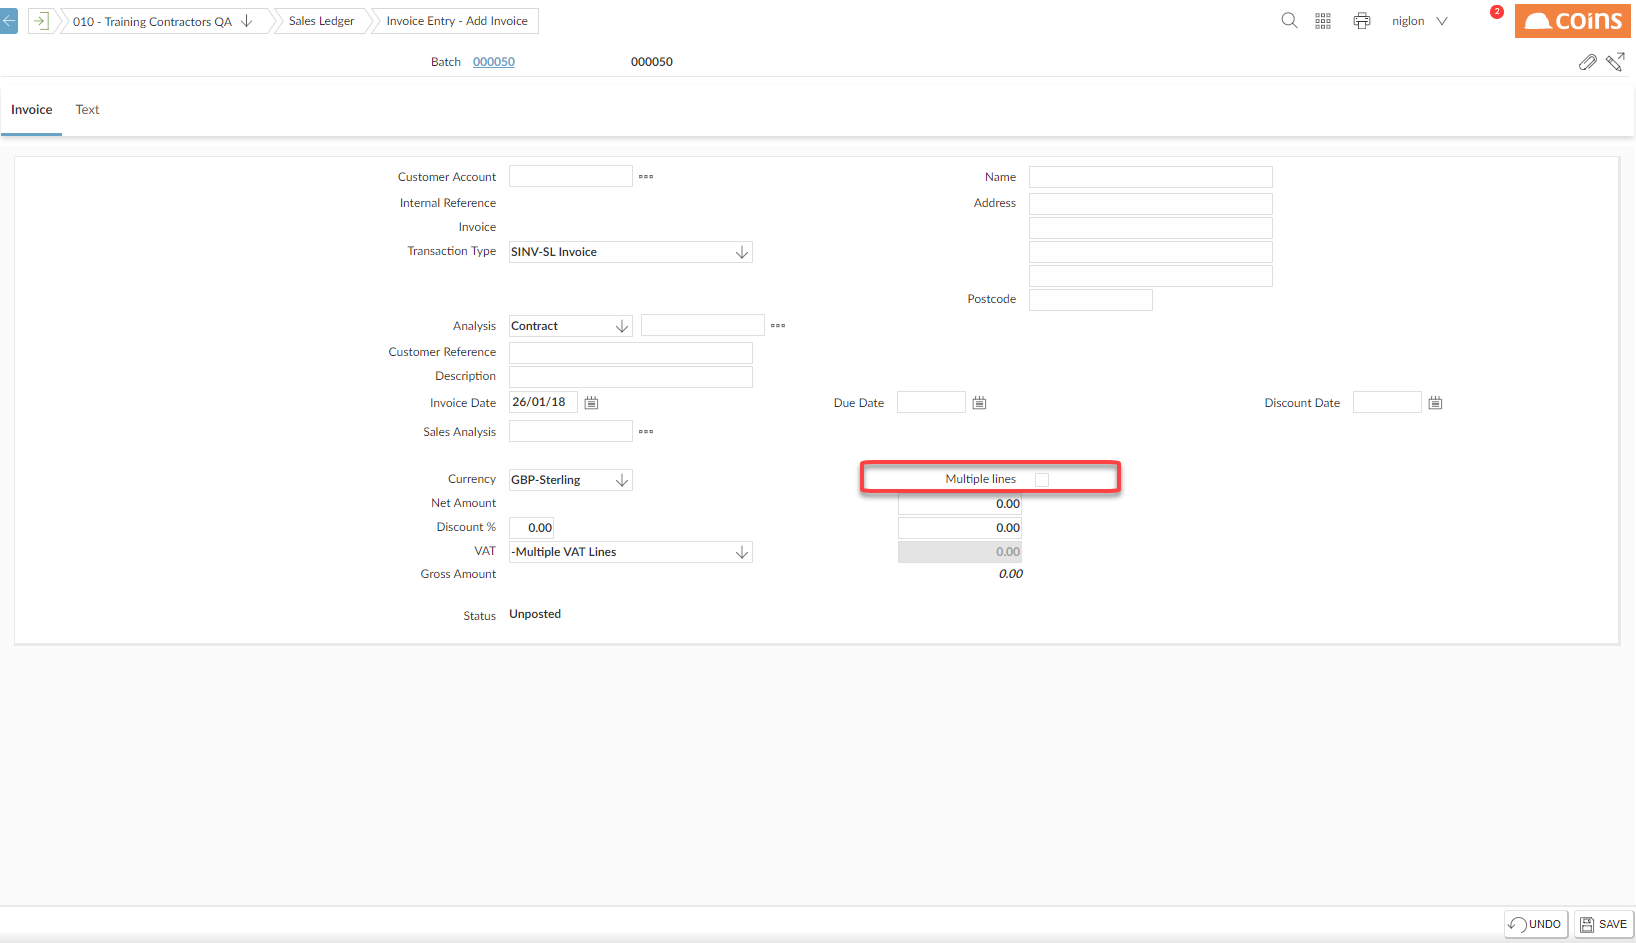 010 - Training Contractors QA
Sales Ledger
Invoice Entry - Add Invoice
niglon
2
coins
Batch 000050 000050
Invoice Text
Customer Account
Name
Internal Reference
Address
Invoice
Transaction Type SINV-SL Invoice
Postcode
Analysis Contract
Customer Reference
Description
Invoice Date 26/01/18 Due Date Discount Date
Sales Analysis
Currency GBP-Sterling Multiple lines
Net Amount 0.00
Discount % 0.00 0.00
VAT -Multiple VAT Lines 0.00
Gross Amount 0.00
Status Unposted
UNDO SAVE